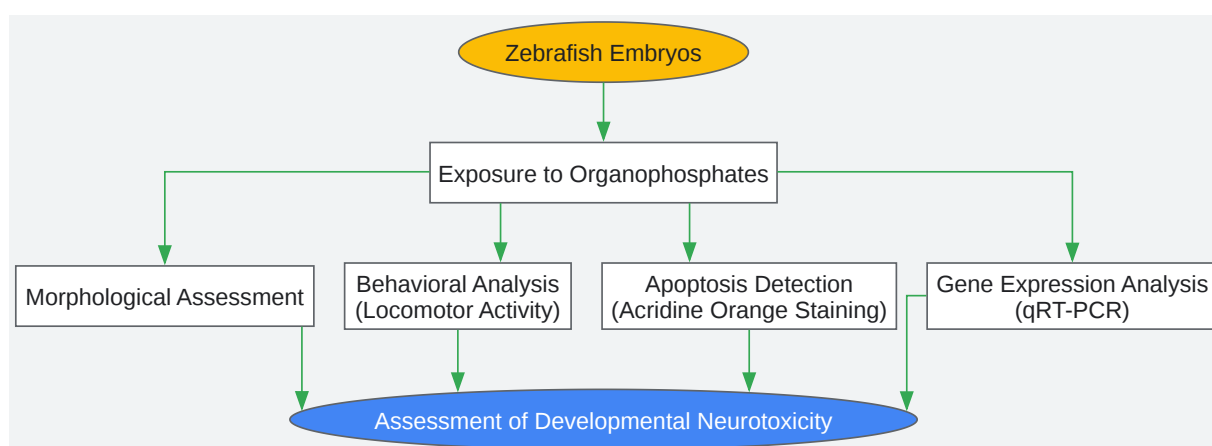 Zebrafish Embryos
Exposure to Organophosphates
Morphological Assessment
Behavioral Analysis
(Locomotor Activity)
Apoptosis Detection
(Acridine Orange Staining)
Gene Expression Analysis
(qRT-PCR)
Assessment of Developmental Neurotoxicity